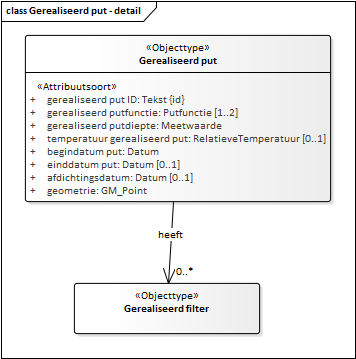 class Gerealiseerd put - detail
«Objecttype»
Gerealiseerd put
«Attribuutsoort»
+ gerealiseerd put ID: Tekst {id}
+ gerealiseerd putfunctie: Putfunctie [1..2]
+ gerealiseerd putdiepte: Meetwaarde
+ temperatuur gerealiseerd put: RelatieveTemperatuur [0..1]
+ begindatum put: Datum
+ einddatum put: Datum [0..1]
+ afdichtingsdatum: Datum [0..1]
+ geometrie: GM_Point
heeft
0..*
«Objecttype»
Gerealiseerd filter